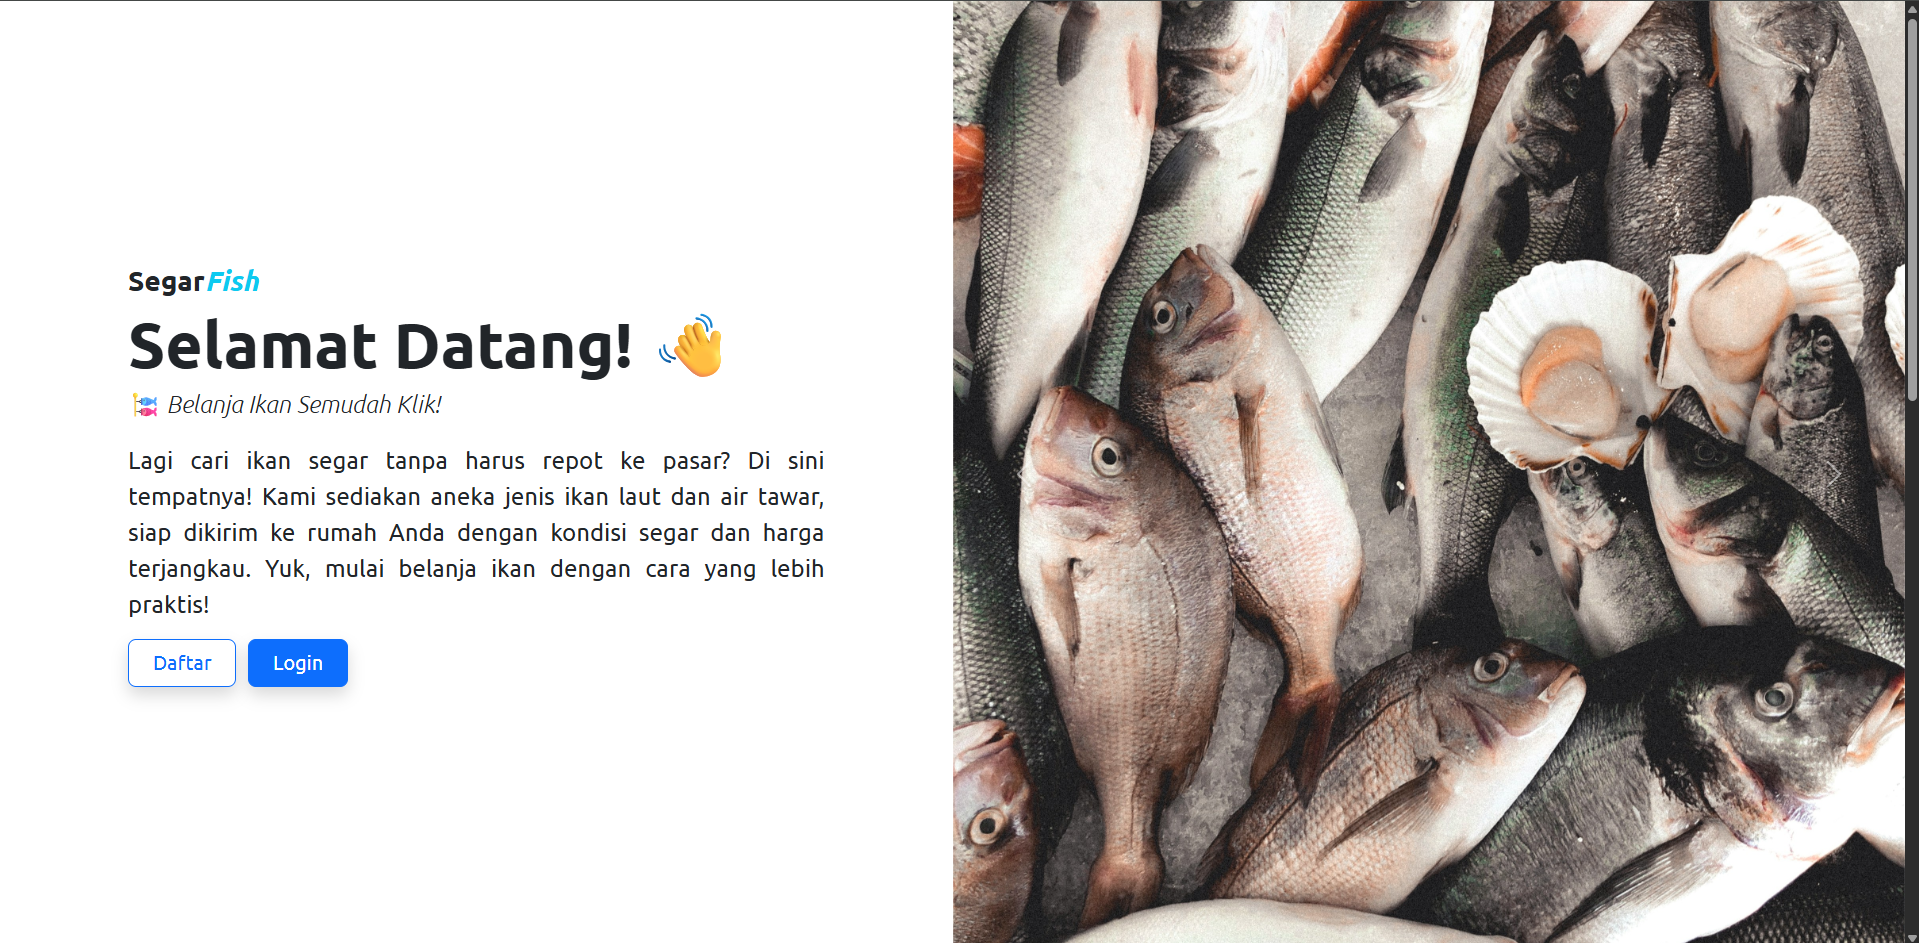 SegarFish
Selamat Datang! 👋
🎏 Belanja Ikan Semudah Klik!
Lagi cari ikan segar tanpa harus repot ke pasar? Di sini
tempatnya! Kami sediakan aneka jenis ikan laut dan air tawar,
siap dikirim ke rumah Anda dengan kondisi segar dan harga
terjangkau. Yuk, mulai belanja ikan dengan cara yang lebih
praktis!
Daftar
Login